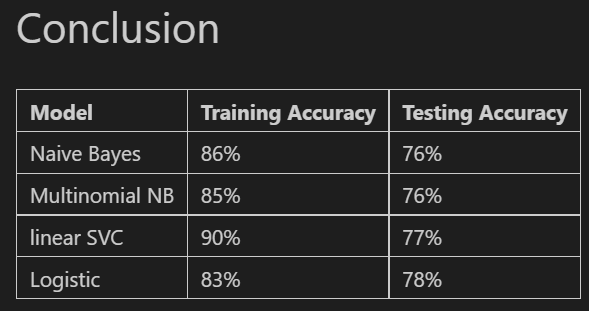 Conclusion
Model Training Accuracy Testing Accuracy
Naive Bayes 86% 76%
Multinomial NB 85% 76%
linear SVC 90% 77%
Logistic 83% 78%